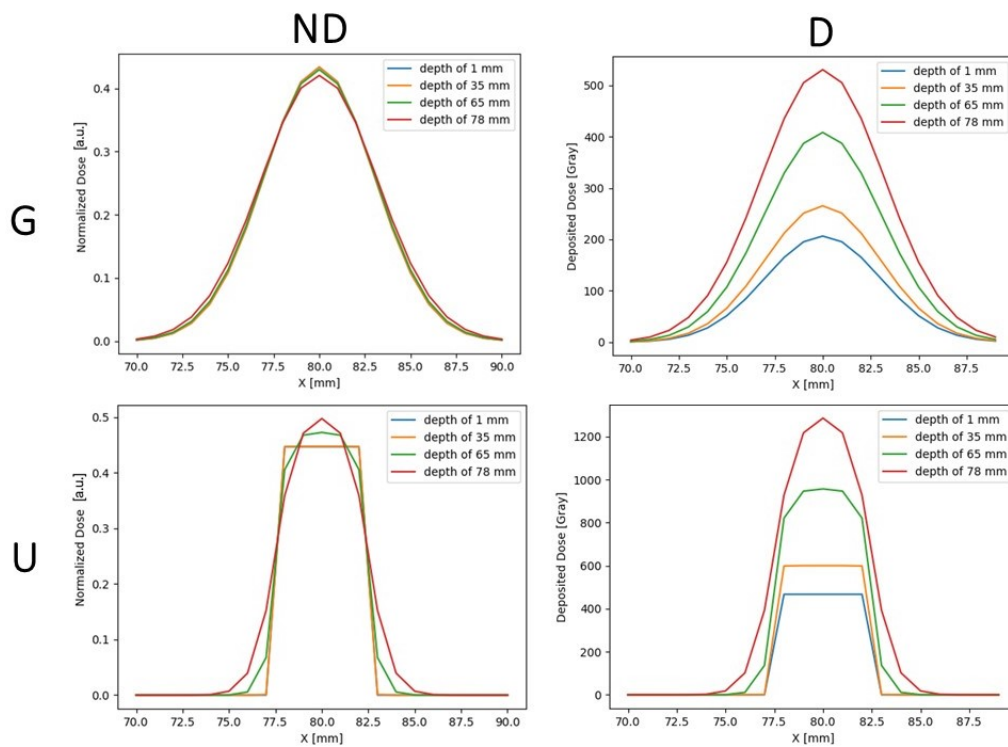 ND
D
G
U
Normalized Dose [a.u.]
0.4
0.3
0.2
0.1
0.0
depth of 1 mm
depth of 35 mm
depth of 65 mm
depth of 78 mm
70.0 72.5 75.0 77.5 80.0 82.5 85.0 87.5 90.0
X [mm]
Deposited Dose [Gray]
500
400
300
200
100
0
depth of 1 mm
depth of 35 mm
depth of 65 mm
depth of 78 mm
70.0 72.5 75.0 77.5 80.0 82.5 85.0 87.5
X [mm]
Normalized Dose [a.u.]
0.5
0.4
0.3
0.2
0.1
0.0
depth of 1 mm
depth of 35 mm
depth of 65 mm
depth of 78 mm
70.0 72.5 75.0 77.5 80.0 82.5 85.0 87.5 90.0
X [mm]
Deposited Dose [Gray]
1200
1000
800
600
400
200
0
depth of 1 mm
depth of 35 mm
depth of 65 mm
depth of 78 mm
70.0 72.5 75.0 77.5 80.0 82.5 85.0 87.5
X [mm]